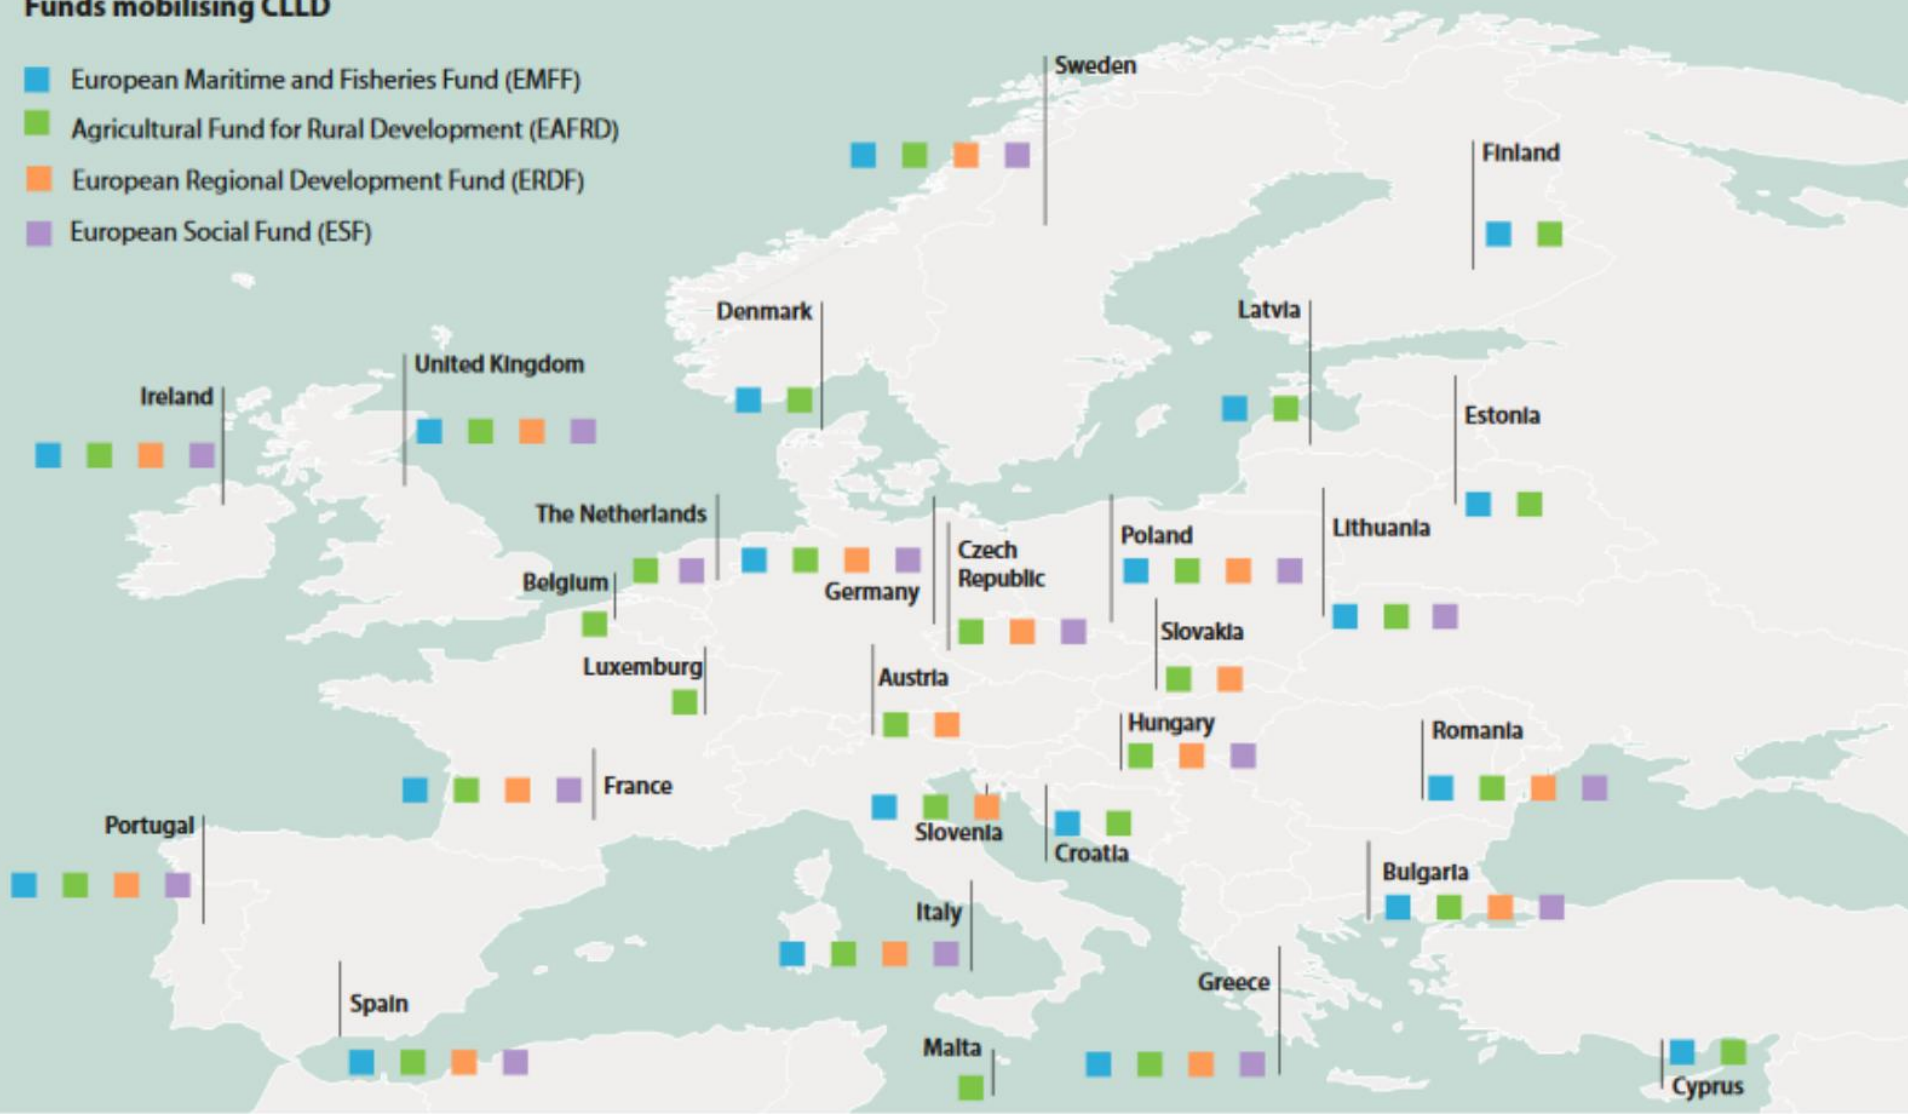 Funds mobilising CLLD
European Maritime and Fisheries Fund (EMFF)
Agricultural Fund for Rural Development (EAFRD)
European Regional Development Fund (ERDF)
European Social Fund (ESF)
Sweden
Finland
Denmark
Latvia
United Kingdom
Ireland
Estonia
The Netherlands
Lithuania
Poland
Czech
Republic
Belgium
Germany
Slovakia
Luxemburg
Austria
Hungary
Romania
France
Portugal
Slovenia
Croatia
Bulgaria
Italy
Greece
Spain
Malta
Cyprus